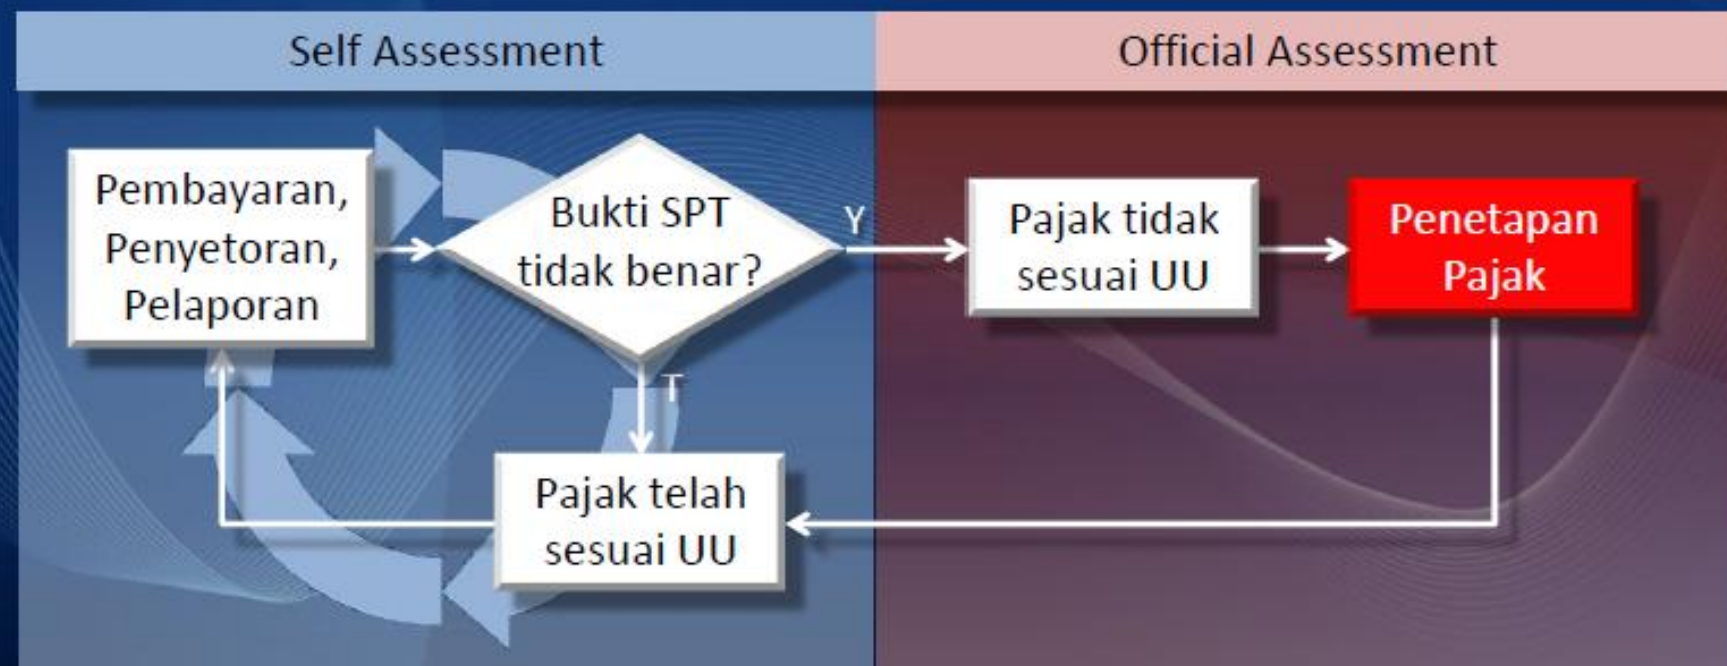 Self Assessment
Official Assessment
Pembayaran,
Penyetoran,
Pelaporan
Bukti SPT
tidak benar?
Y
T
Pajak tidak
sesuai UU
Penetapan
Pajak
Pajak telah
sesuai UU